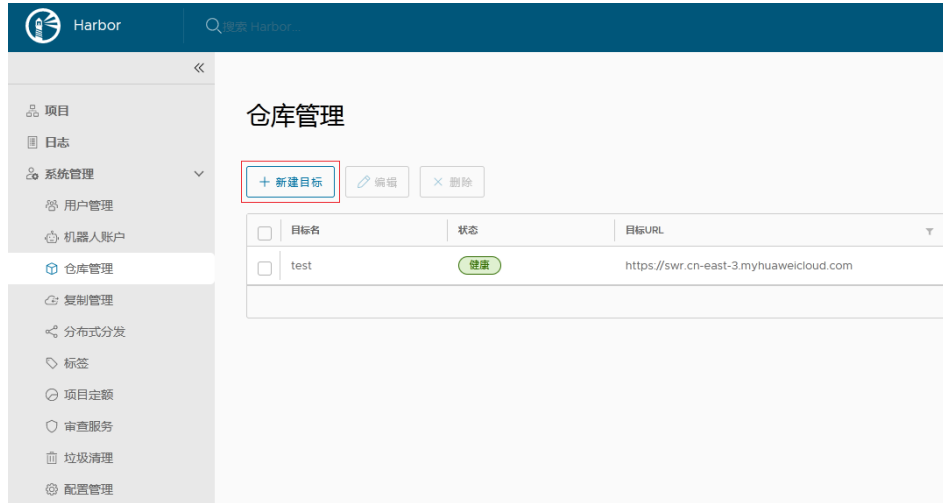 Harbor
搜索 Harbor...
项目
日志
系统管理
用户管理
机器人账户
仓库管理
复制管理
分布式分发
标签
项目定额
审查服务
垃圾清理
配置管理
仓库管理
+ 新建目标 编辑 × 删除
目标名 状态 目标URL
test 健康 https://swr.cn-east-3.myhuaweicloud.com